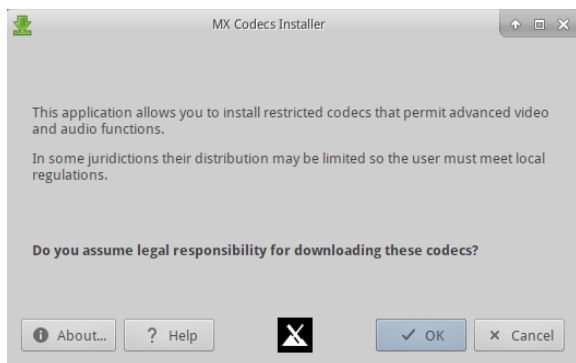 MX Codecs Installer
This application allows you to install restricted codecs that permit advanced video
and audio functions.
In some juridictions their distribution may be limited so the user must meet local
regulations.
Do you assume legal responsibility for downloading these codecs?
About... ? Help OK Cancel